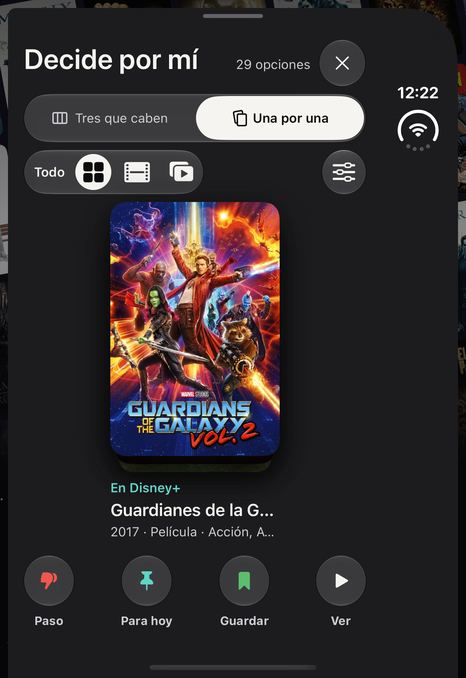 Decide por mí
29 opciones
12:22
Tres que caben
Una por una
Todo
MARVEL STUDIOS
GUARDIANS
OF THE GALAXY
VOL. 2
En Disney+
Guardianes de la G...
2017 · Película · Acción, A...
Paso
Para hoy
Guardar
Ver